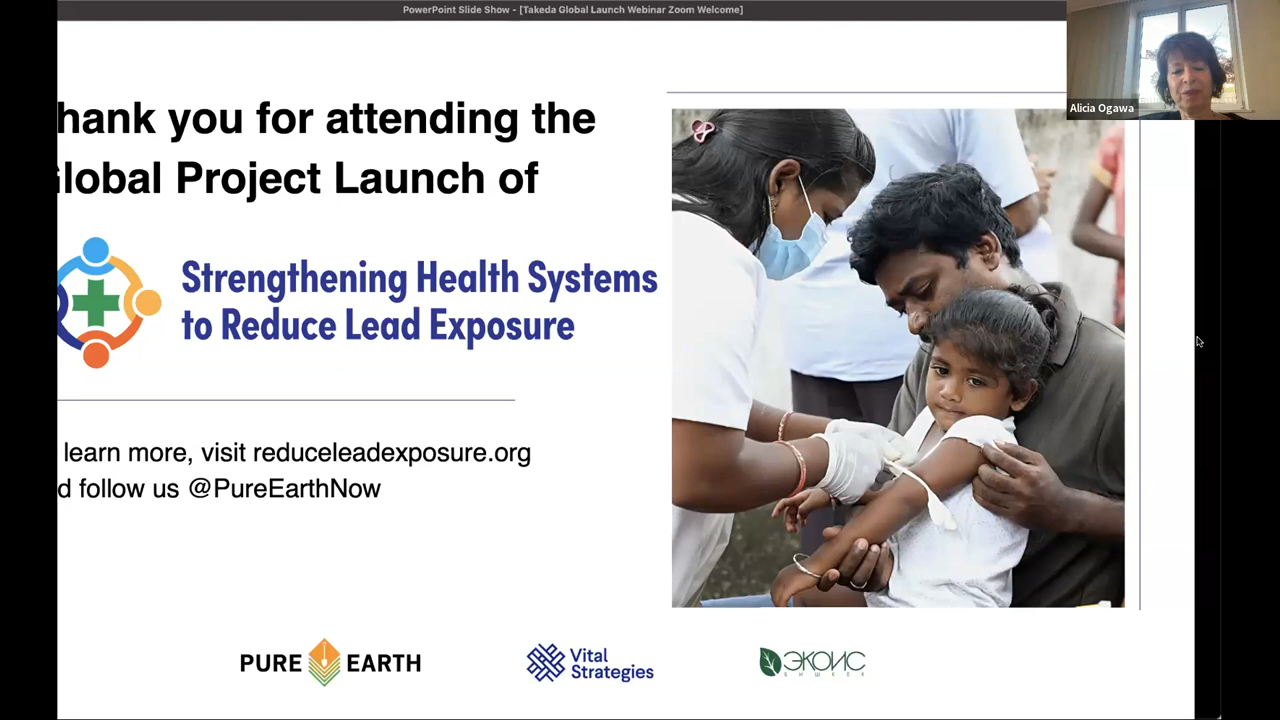 PowerPoint Slide Show - [Takeda Global Launch Webinar Zoom Welcome]
Alicia Ogawa
hank you for attending the
lobal Project Launch of
Strengthening Health Systems
to Reduce Lead Exposure
learn more, visit reduceleadexposure.org
d follow us @PureEarthNow
PURE EARTH
Vital
Strategies
ЭКОИС
БИШКЕК